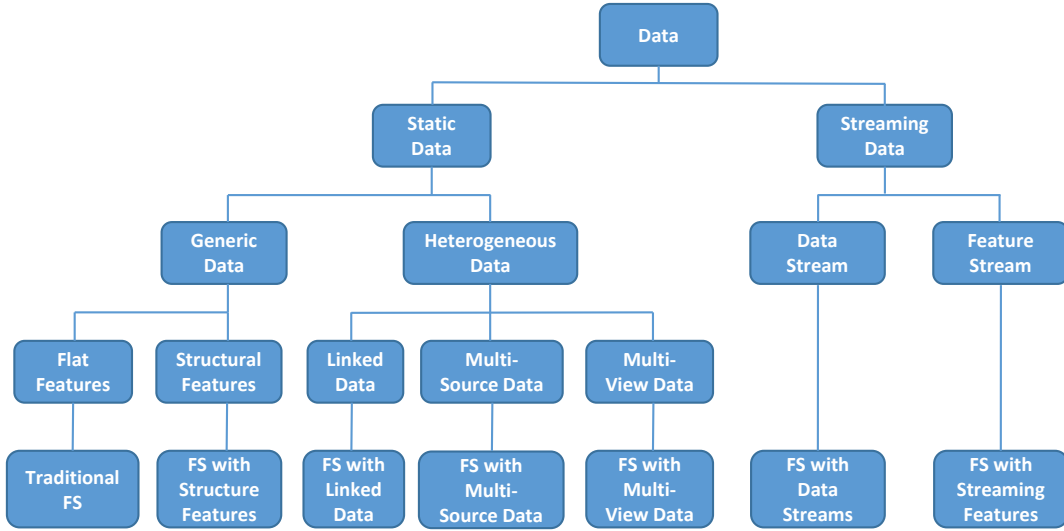 Data
Static
Data
Streaming
Data
Generic
Data
Heterogeneous
Data
Data
Stream
Feature
Stream
Flat
Features
Structural
Features
Linked
Data
Multi-
Source Data
Multi-
View Data
Traditional
FS
FS with
Structure
Features
FS with
Linked
Data
FS with
Multi-
Source Data
FS with
Multi-
View Data
FS with
Data
Streams
FS with
Streaming
Features